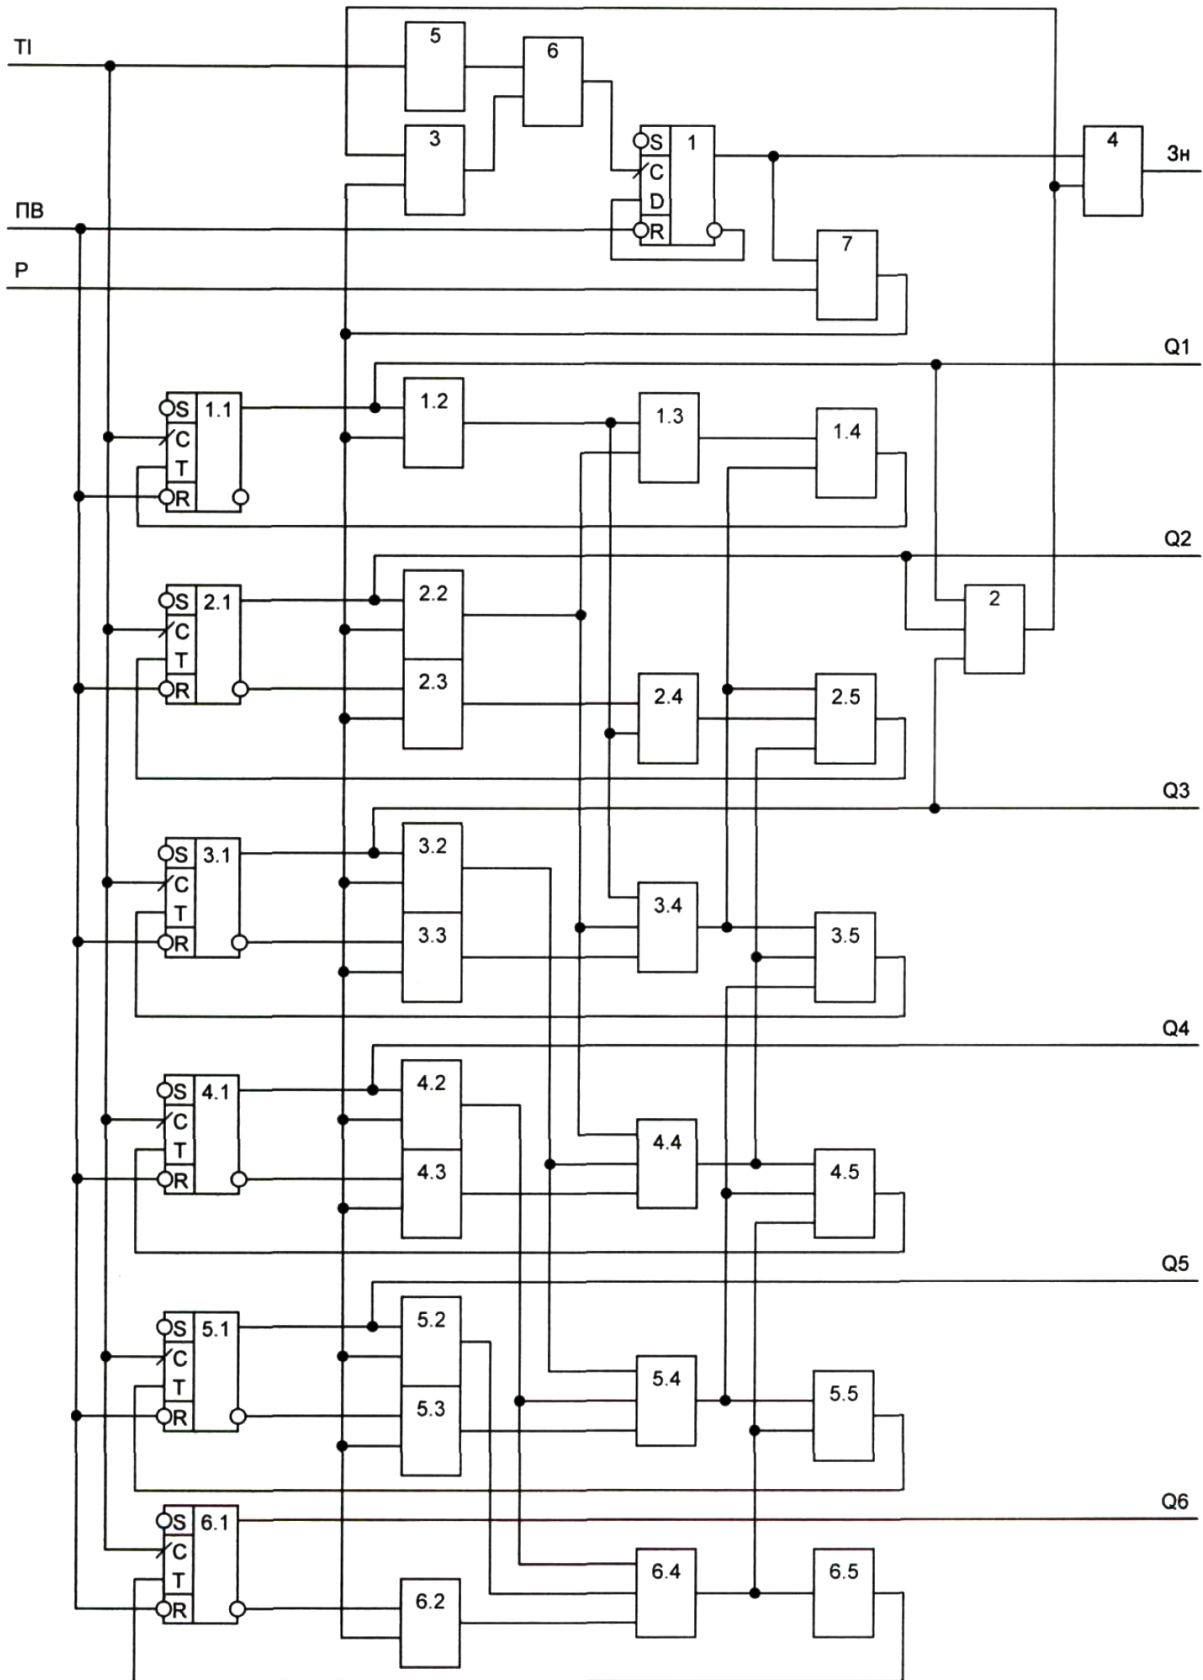 TI
5
6
3
S 1
C
D
R
4
Зн
ПВ
7
P
Q1
S 1.1
C
T
R
1.2
1.3
1.4
Q2
S 2.1
C
T
R
2.2
2.3
2.4
2.5
2
Q3
S 3.1
C
T
R
3.2
3.3
3.4
3.5
Q4
S 4.1
C
T
R
4.2
4.3
4.4
4.5
Q5
S 5.1
C
T
R
5.2
5.3
5.4
5.5
Q6
S 6.1
C
T
R
6.2
6.4
6.5